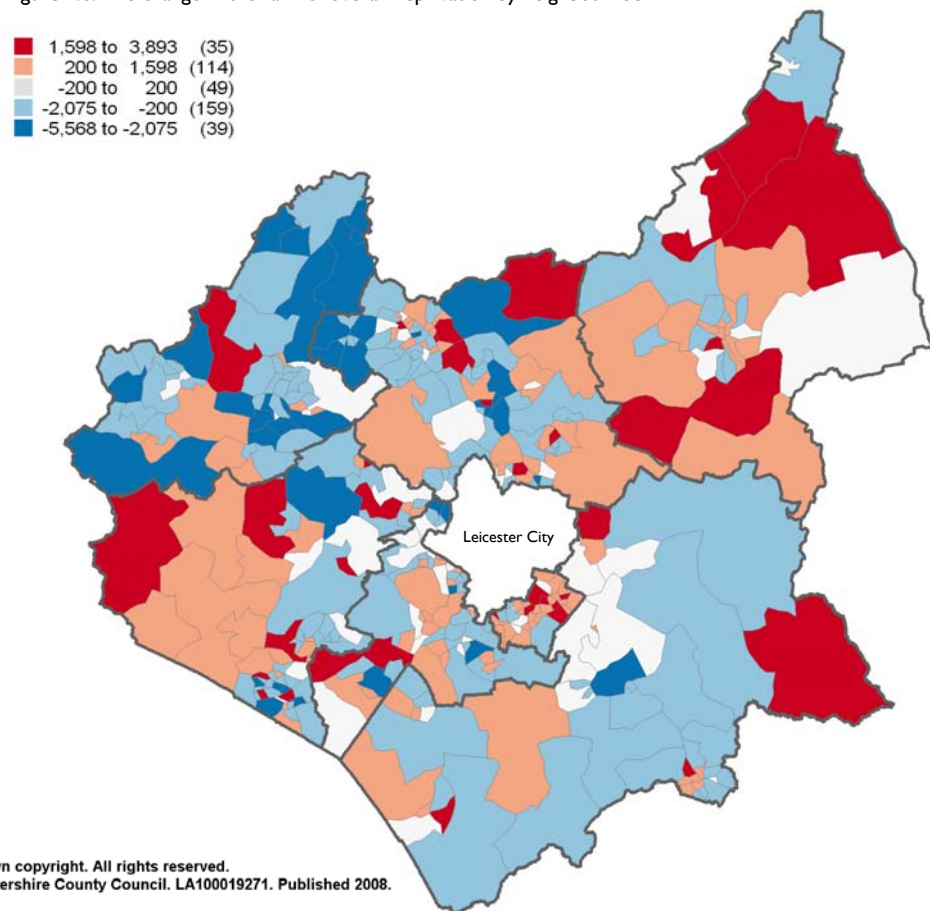 1,598 to 3,893 (35)
200 to 1,598 (114)
-200 to 200 (49)
-2,075 to -200 (159)
-5,568 to -2,075 (39)
Leicester City
n copyright. All rights reserved.
tershire County Council. LA100019271. Published 2008.